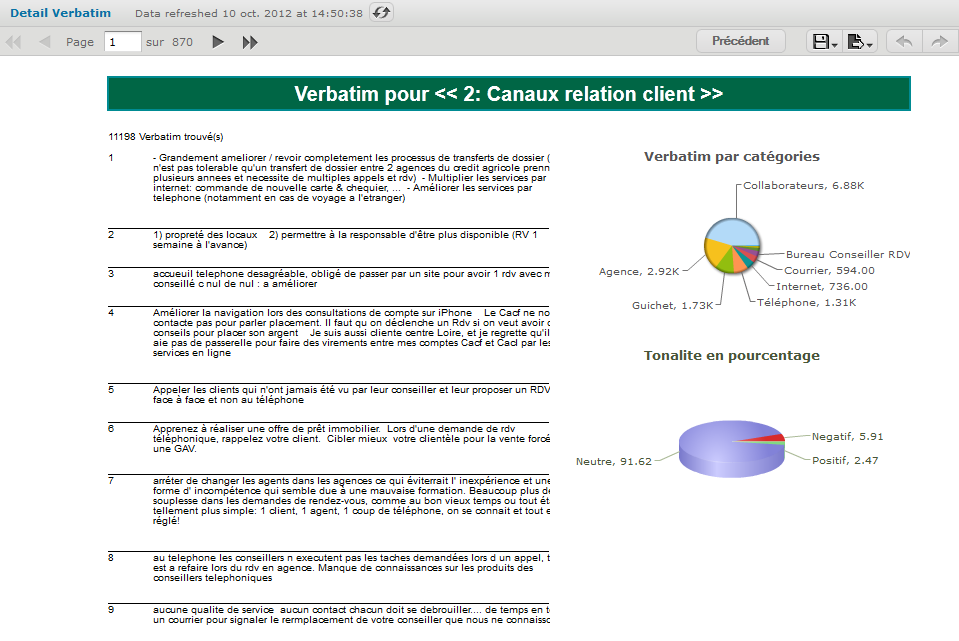 Detail Verbatim Data refreshed 10 oct. 2012 at 14:50:38
Page 1 sur 870 Précédent
Verbatim pour << 2: Canaux relation client >>
11198 Verbatim trouvé(s)
1 - Grandement ameliorer / revoir completement les processus de transferts de dossier (
n'est pas tolerable qu'un transfert de dossier entre 2 agences du credit agricole prenn
plusieurs annees et necessite de multiples appels et rdv) - Multiplier les services par
internet: commande de nouvelle carte & chequier, ... - Améliorer les services par
telephone (notamment en cas de voyage a l'etranger)
2 1) propreté des locaux 2) permettre à la responsable d'être plus disponible (RV 1
semaine à l'avance)
3 accueuil telephone desagréable, obligé de passer par un site pour avoir 1 rdv avec m
conseillé c nul de nul : a améliorer
4 Améliorer la navigation lors des consultations de compte sur iPhone Le Cacf ne no
contacte pas pour parler placement. Il faut qu on déclenche un Rdv si on veut avoir d
conseils pour placer son argent Je suis aussi cliente centre Loire, et je regrette qu'il
aie pas de passerelle pour faire des virements entre mes comptes Cacf et Cacl par les
services en ligne
5 Appeler les clients qui n'ont jamais été vu par leur conseiller et leur proposer un RDV
face à face et non au téléphone
6 Apprenez à réaliser une offre de prêt immobilier. Lors d'une demande de rdv
téléphonique, rappelez votre client. Cibler mieux votre clientèle pour la vente forcé
une GAV.
7 arréter de changer les agents dans les agences ce qui éviterrait l' inexpérience et une
forme d' incompétence qui semble due à une mauvaise formation. Beaucoup plus de
souplesse dans les demandes de rendez-vous, comme au bon vieux temps ou tout éta
tellement plus simple: 1 client, 1 agent, 1 coup de téléphone, on se connait et tout e
réglé!
8 au telephone les conseillers n executent pas les taches demandées lors d un appel, t
est a refaire lors du rdv en agence. Manque de connaissances sur les produits des
conseillers telephoniques
9 aucune qualite de service aucun contact chacun doit se debrouiller.... de temps en t
un courrier pour signaler le rermplacement de votre conseiller que nous ne connaissc
Verbatim par catégories
Collaborateurs, 6.88K
Bureau Conseiller RDV
Agence, 2.92K
Courrier, 594.00
Internet, 736.00
Téléphone, 1.31K
Guichet, 1.73K
Tonalite en pourcentage
Negatif, 5.91
Neutre, 91.62
Positif, 2.47